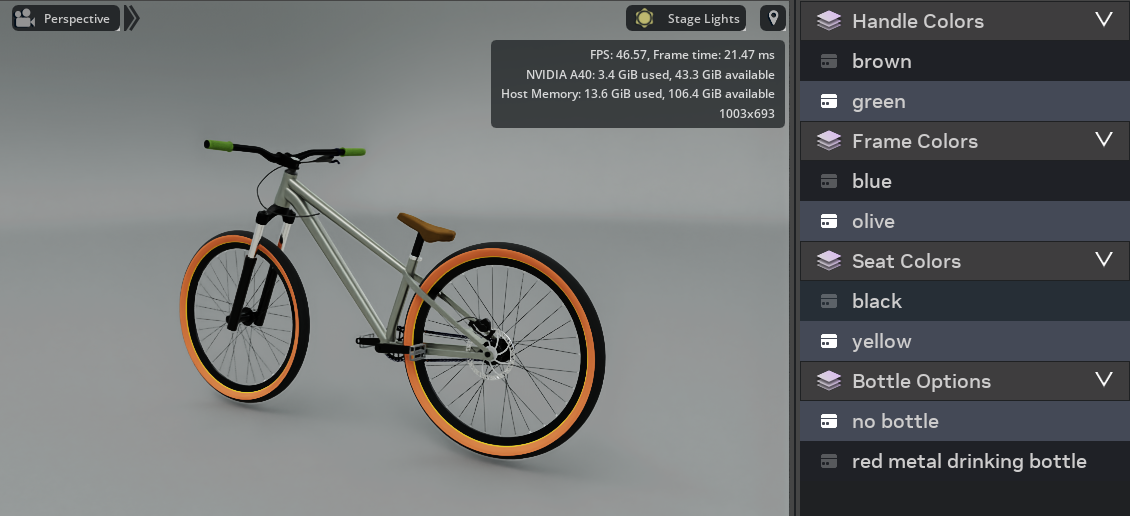 Perspective
Stage Lights
FPS: 46.57, Frame time: 21.47 ms
NVIDIA A40: 3.4 GiB used, 43.3 GiB available
Host Memory: 13.6 GiB used, 106.4 GiB available
1003x693
Handle Colors
brown
green
Frame Colors
blue
olive
Seat Colors
black
yellow
Bottle Options
no bottle
red metal drinking bottle